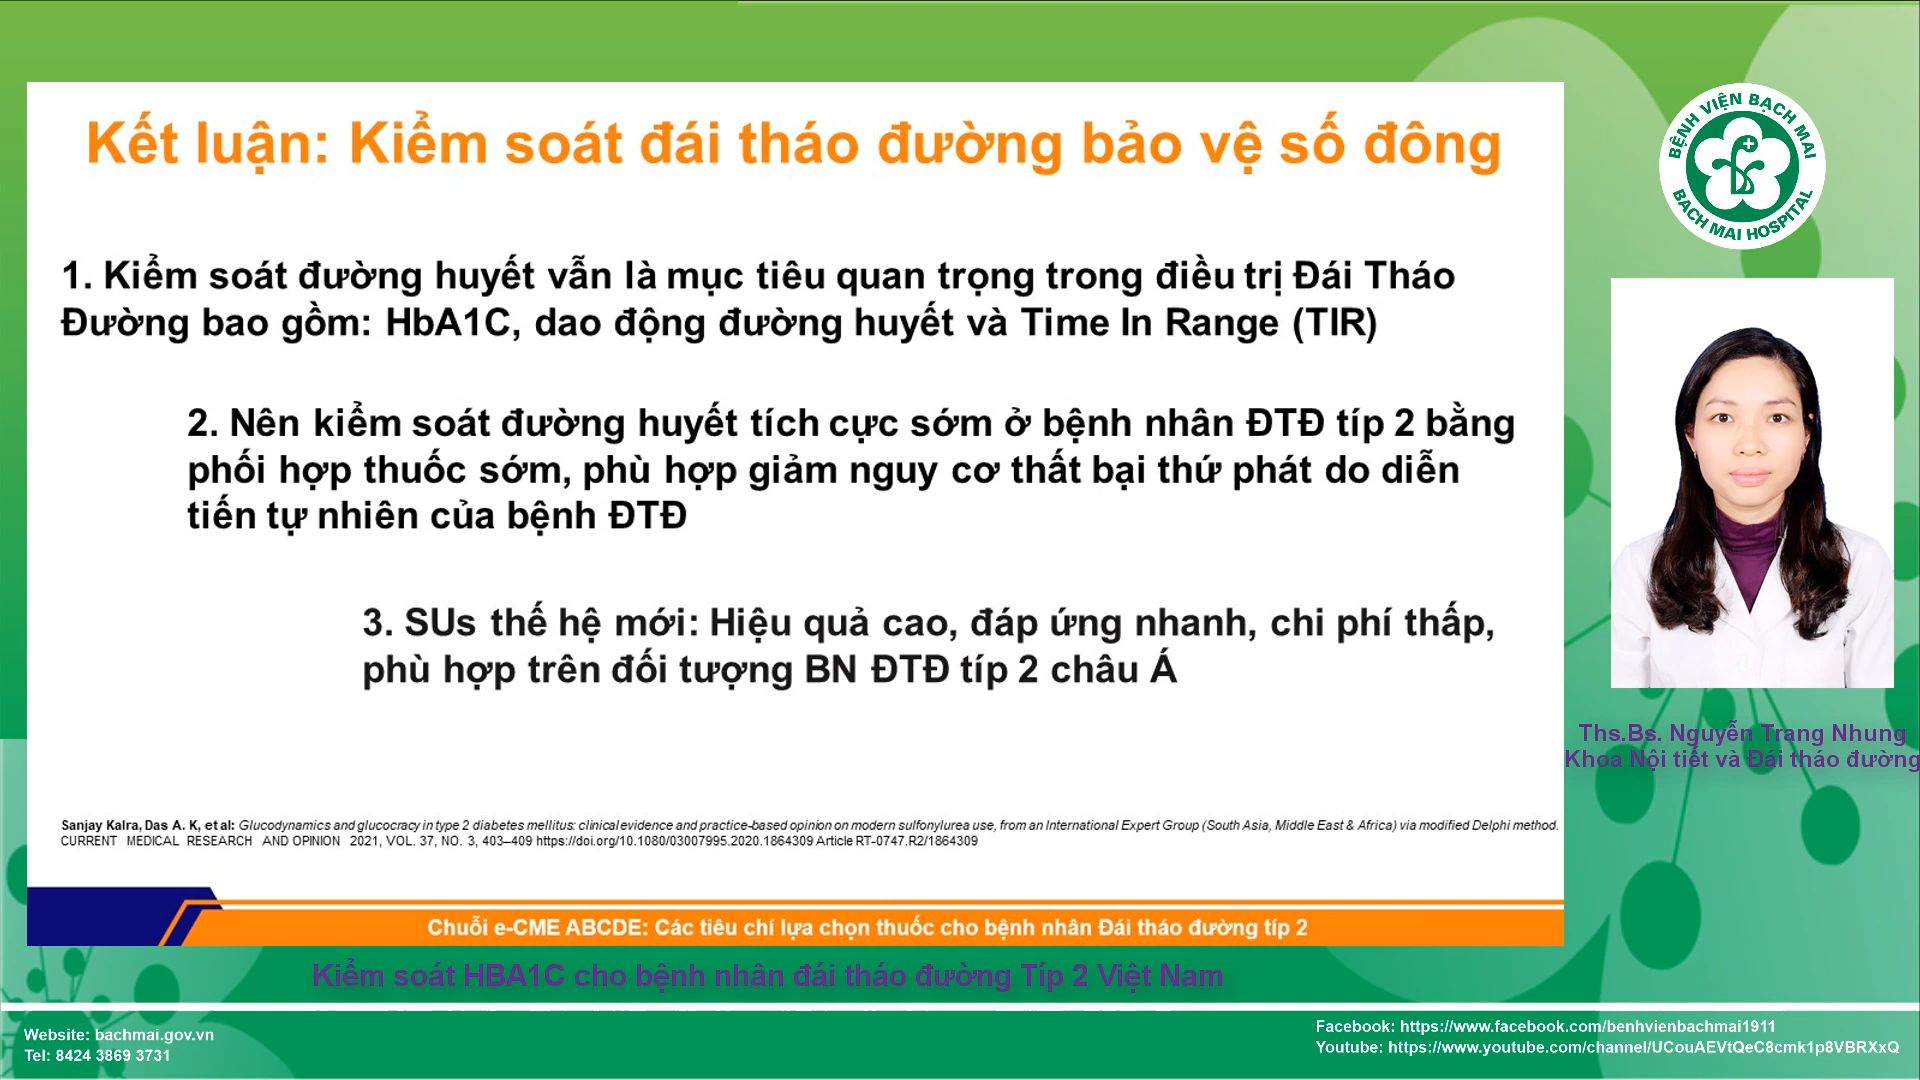 Kết luận: Kiểm soát đái tháo đường bảo vệ số đông
1. Kiểm soát đường huyết vẫn là mục tiêu quan trọng trong điều trị Đái Tháo
Đường bao gồm: HbA1C, dao động đường huyết và Time In Range (TIR)
2. Nên kiểm soát đường huyết tích cực sớm ở bệnh nhân ĐTĐ típ 2 bằng
phối hợp thuốc sớm, phù hợp giảm nguy cơ thất bại thứ phát do diễn
tiến tự nhiên của bệnh ĐTĐ
3. SUs thế hệ mới: Hiệu quả cao, đáp ứng nhanh, chi phí thấp,
phù hợp trên đối tượng BN ĐTĐ típ 2 châu Á
Sanjay Kalra, Das A. K, et al: Glucodynamics and glucocracy in type 2 diabetes mellitus: clinical evidence and practice-based opinion on modern sulfonylurea use, from an International Expert Group (South Asia, Middle East & Africa) via modified Delphi method.
CURRENT MEDICAL RESEARCH AND OPINION 2021, VOL. 37, NO. 3, 403–409 https://doi.org/10.1080/03007995.2020.1864309 Article RT-0747.R2/1864309
Chuỗi e-CME ABCDE: Các tiêu chí lựa chọn thuốc cho bệnh nhân Đái tháo đường típ 2
BỆNH VIỆN BẠCH MAI
BACH MAI HOSPITAL
Ths.Bs. Nguyễn Trang Nhung
Khoa Nội tiết và Đái tháo đường
Kiểm soát HBA1C cho bệnh nhân đái tháo đường Típ 2 Việt Nam
Website: bachmai.gov.vn
Tel: 8424 3869 3731
Facebook: https://www.facebook.com/benhvienbachmai1911
Youtube: https://www.youtube.com/channel/UCouAEVtQeC8cmk1p8VBRXxQ